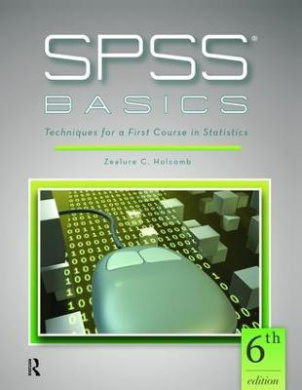 SPSS®
BASICS
Techniques for a First Course in Statistics
Zealure C. Holcomb
6th
edition
R